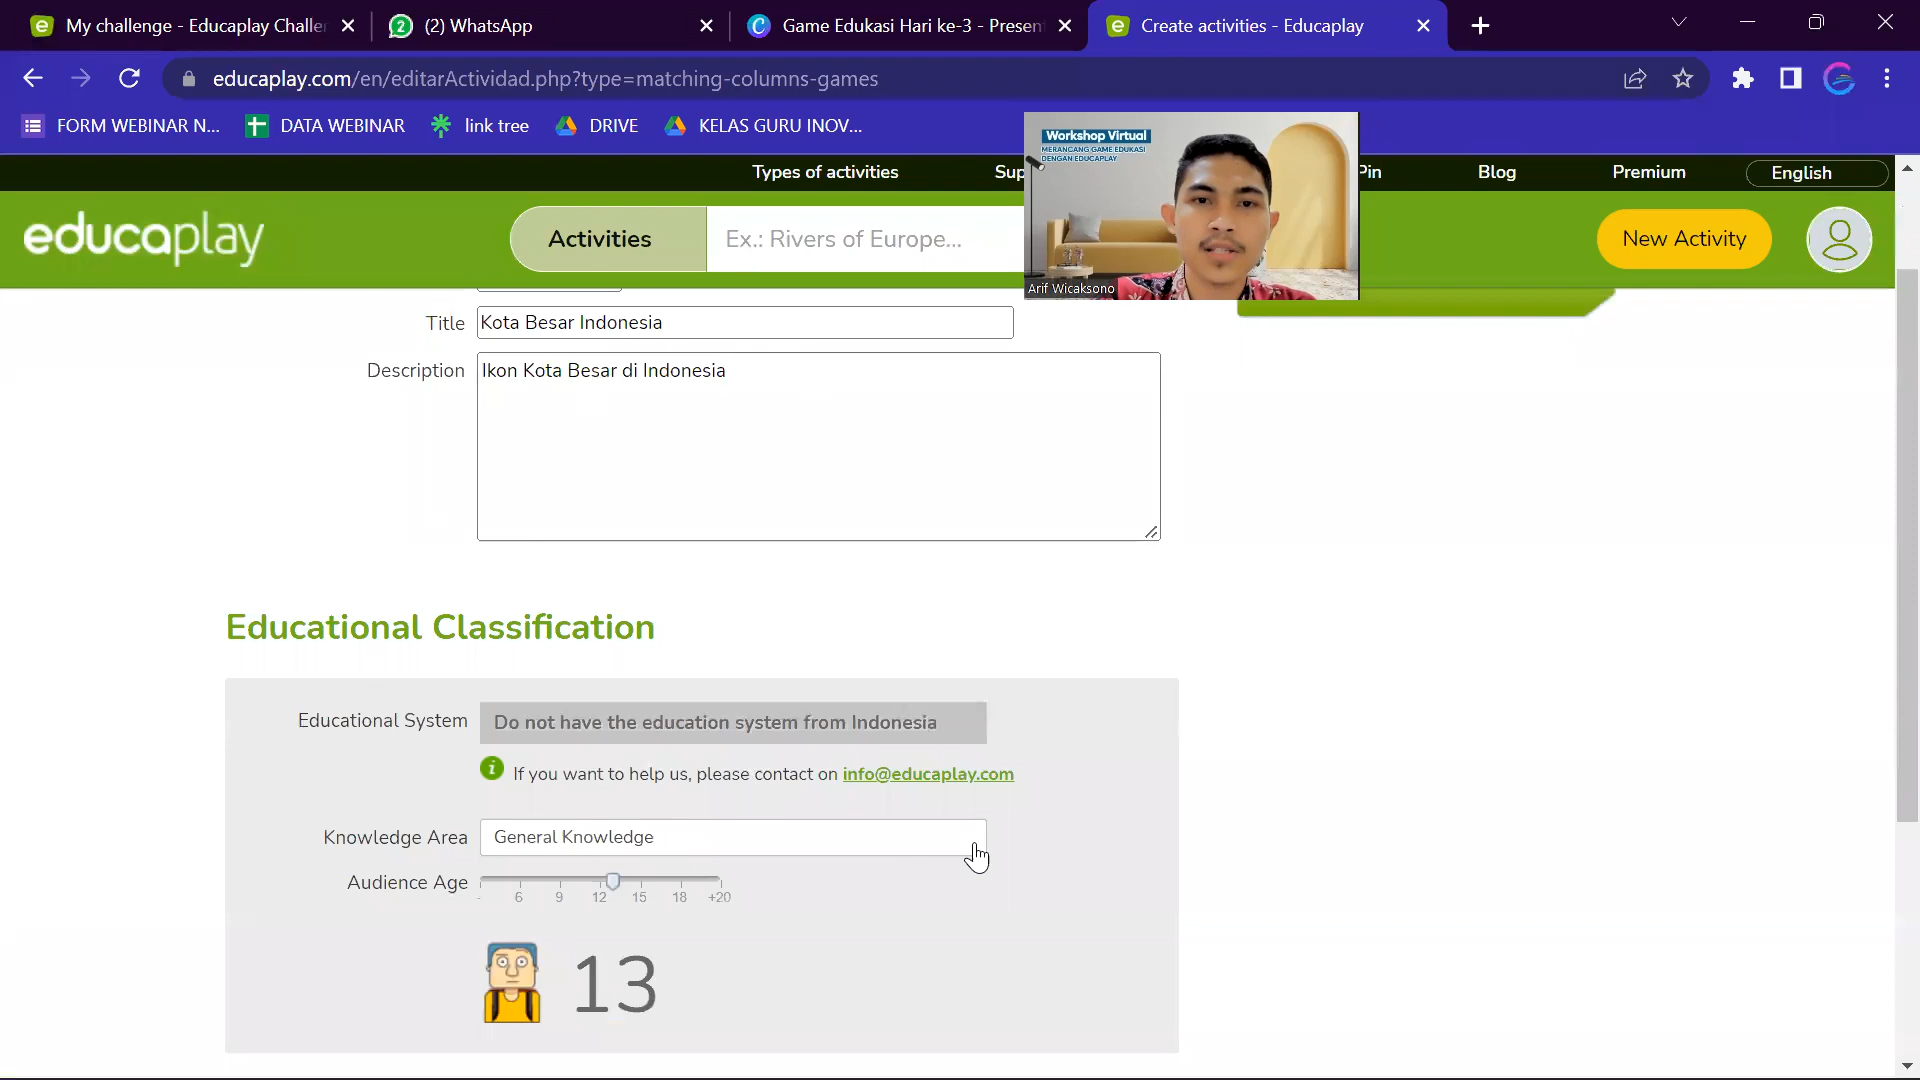 My challenge - Educaplay Challe
(2) WhatsApp
Game Edukasi Hari ke-3 - Presen
Create activities - Educaplay
educaplay.com/en/editarActividad.php?type=matching-columns-games
FORM WEBINAR N...
DATA WEBINAR
link tree
DRIVE
KELAS GURU INOV...
Types of activities
Sup
Pin
Blog
Premium
English
Workshop Virtual
MERANCANG GAME EDUKASI
DENGAN EDUCAPLAY
Arif Wicaksono
educaplay
Activities
Ex.: Rivers of Europe...
New Activity
Title
Kota Besar Indonesia
Description
Ikon Kota Besar di Indonesia
Educational Classification
Educational System
Do not have the education system from Indonesia
If you want to help us, please contact on info@educaplay.com
Knowledge Area
General Knowledge
Audience Age
- 6 9 12 15 18 +20
13